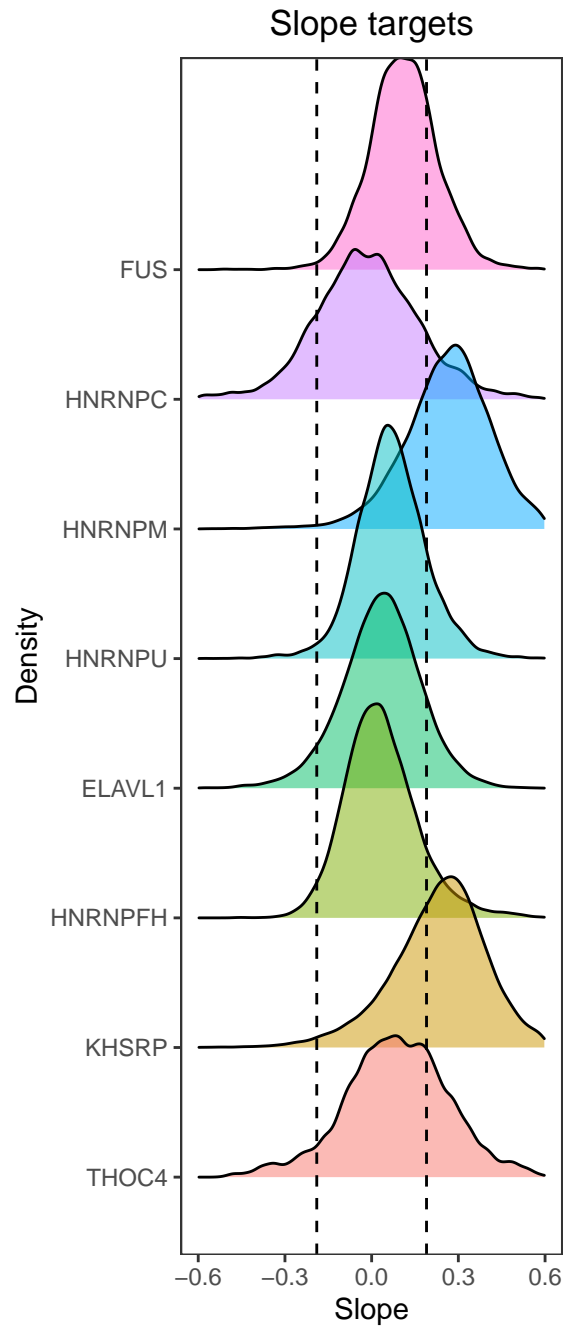 Slope targets
FUS
HNRNPC
HNRNPM
HNRNPU
ELAVL1
HNRNPFH
KHSRP
THOC4
Density
−0.6 −0.3 0.0 0.3 0.6
Slope